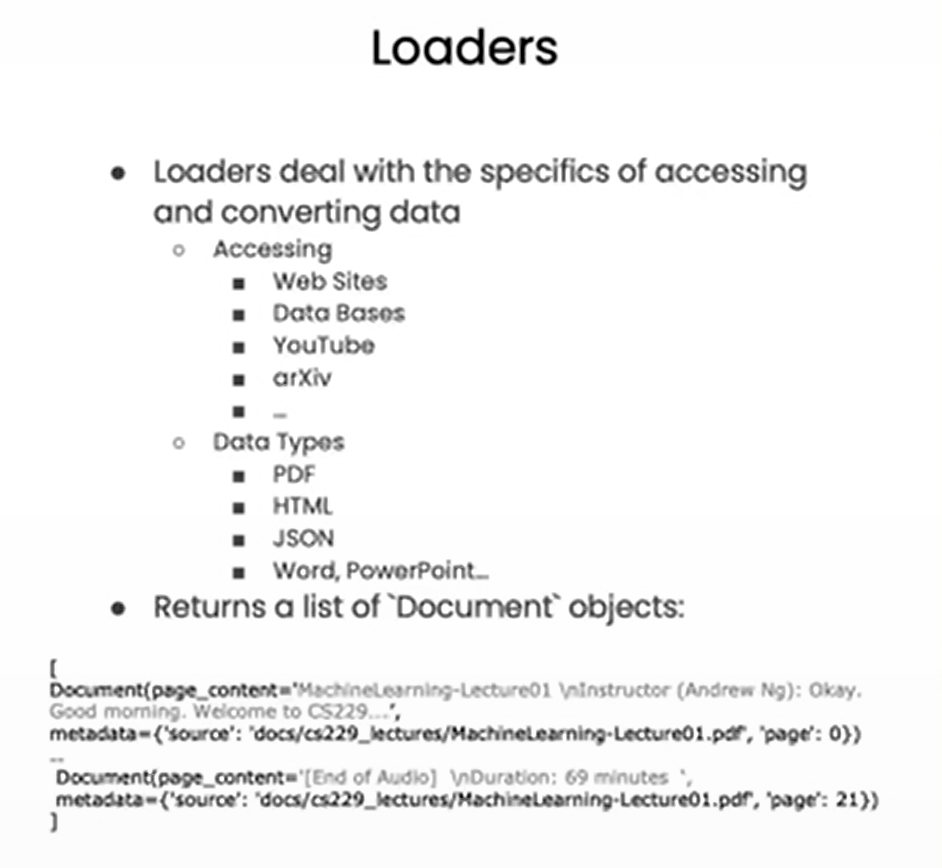 Loaders
● Loaders deal with the specifics of accessing
and converting data
○ Accessing
■ Web Sites
■ Data Bases
■ YouTube
■ arXiv
■ …
○ Data Types
■ PDF
■ HTML
■ JSON
■ Word, PowerPoint…
● Returns a list of `Document` objects:
[
Document(page_content='MachineLearning-Lecture01 \nInstructor (Andrew Ng): Okay.
Good morning. Welcome to CS229....',
metadata={'source': 'docs/cs229_lectures/MachineLearning-Lecture01.pdf', 'page': 0})
…
Document(page_content='[End of Audio] \nDuration: 69 minutes ',
metadata={'source': 'docs/cs229_lectures/MachineLearning-Lecture01.pdf', 'page': 21})
]